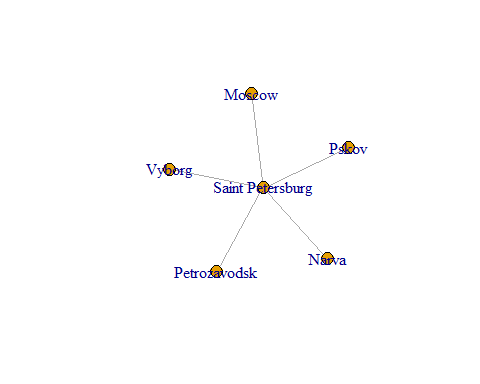 Moscow
Pskov
Vyborg
Saint Petersburg
Narva
Petrozavodsk